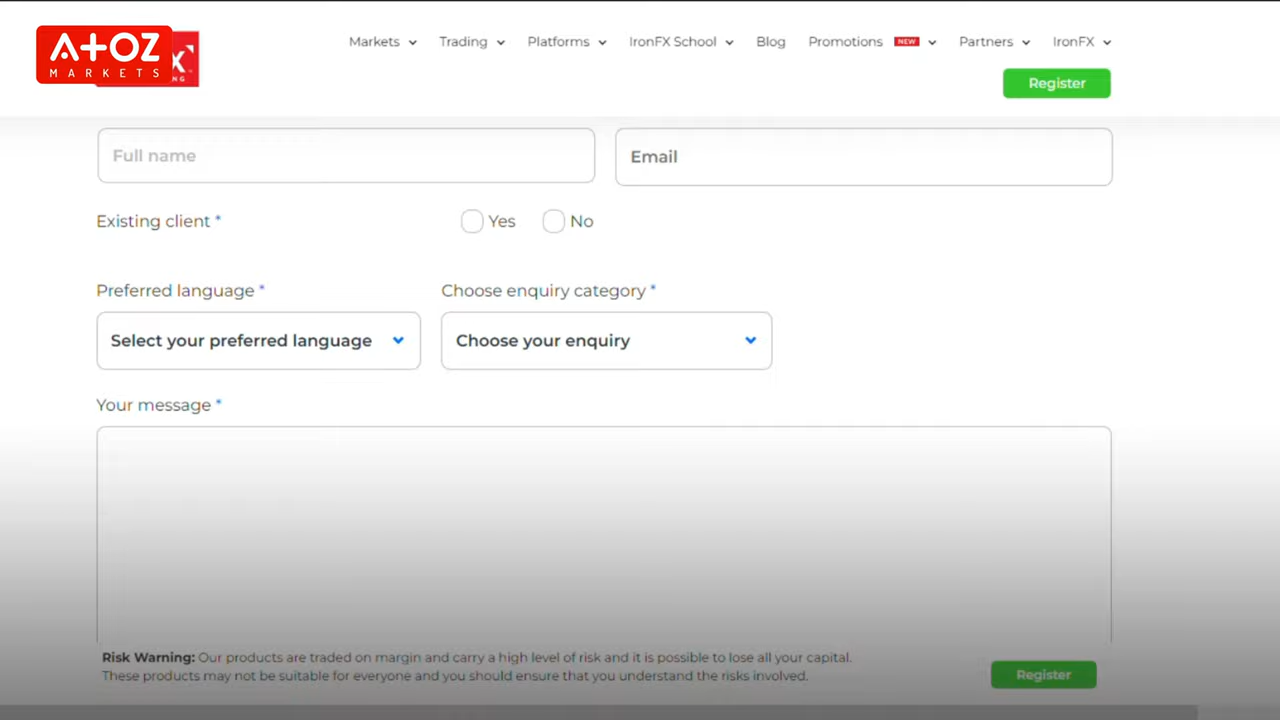 A+OZ
MARKETS
X
NG
Markets Trading Platforms IronFX School Blog Promotions NEW Partners IronFX
Register
Full name
Email
Existing client * Yes No
Preferred language * Choose enquiry category *
Select your preferred language Choose your enquiry
Your message *
Risk Warning: Our products are traded on margin and carry a high level of risk and it is possible to lose all your capital.
These products may not be suitable for everyone and you should ensure that you understand the risks involved.
Register